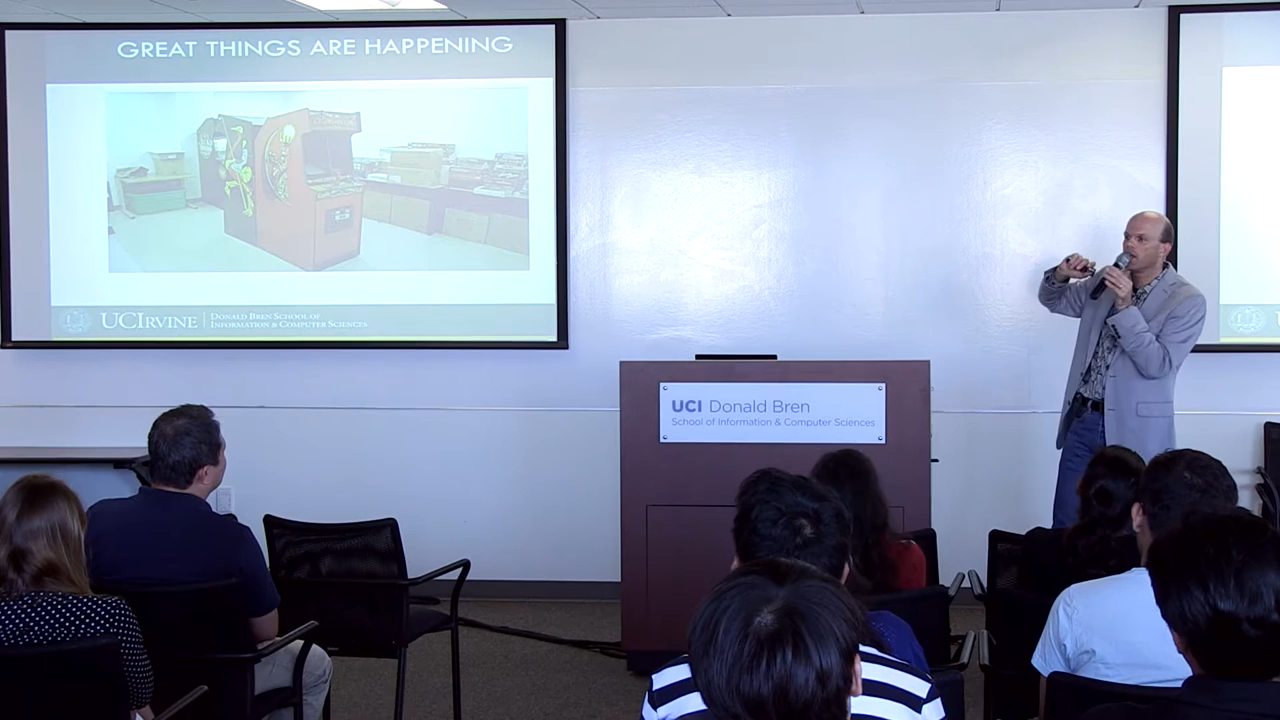 GREAT THINGS ARE HAPPENING
UCIRVINE
DONALD BREN SCHOOL OF
INFORMATION & COMPUTER SCIENCES
UCI Donald Bren
School of Information & Computer Sciences